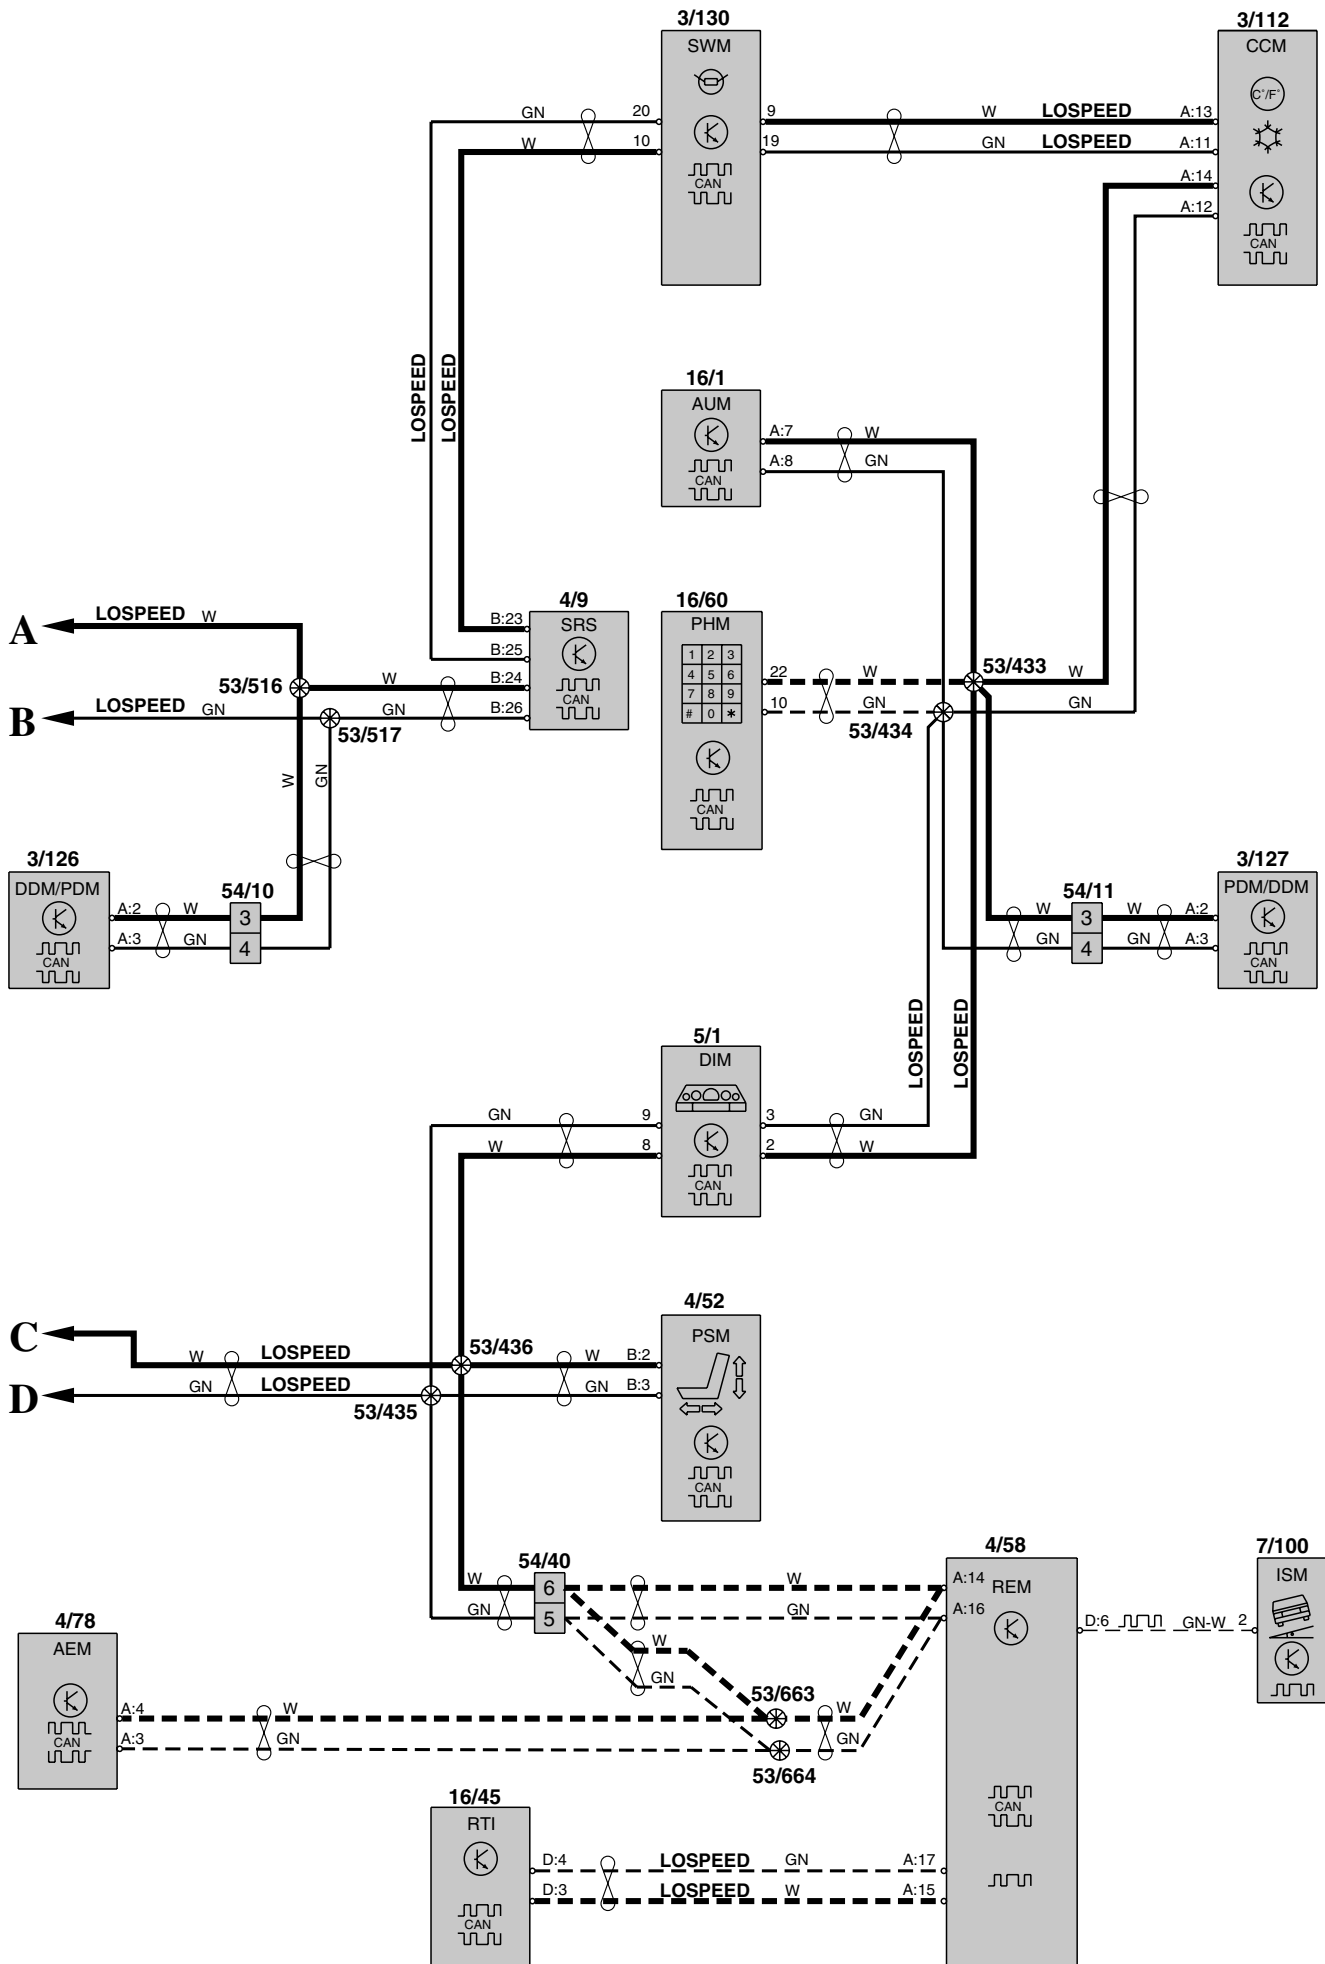 3/130
SWM
CAN
3/112
CCM
C°/F°
CAN
GN 20
W 10
9 W LOSPEED A:13
19 GN LOSPEED A:11
A:14
A:12
LOSPEED
LOSPEED
16/1
AUM
CAN
A:7 W
A:8 GN
4/9
SRS
CAN
16/60
PHM
1 2 3
4 5 6
7 8 9
# 0 *
CAN
A LOSPEED W
B:23
B:25
53/516 W B:24
B LOSPEED GN GN B:26
53/517
W
GN
22 W 53/433 W
10 GN 53/434 GN
3/126
DDM/PDM
CAN
54/10
A:2 W 3
A:3 GN 4
54/11
W 3 W A:2
GN 4 GN A:3
3/127
PDM/DDM
CAN
LOSPEED
LOSPEED
5/1
DIM
CAN
GN 9
W 8
3 GN
2 W
4/52
PSM
CAN
C W LOSPEED 53/436 W B:2
D GN LOSPEED 53/435 GN B:3
54/40
W 6 W A:14
GN 5 GN A:16
W
GN
4/58
REM
CAN
7/100
ISM
D:6 GN-W 2
4/78
AEM
CAN
A:4 W 53/663 W
A:3 GN 53/664 GN
16/45
RTI
CAN
D:4 LOSPEED GN A:17
D:3 LOSPEED W A:15